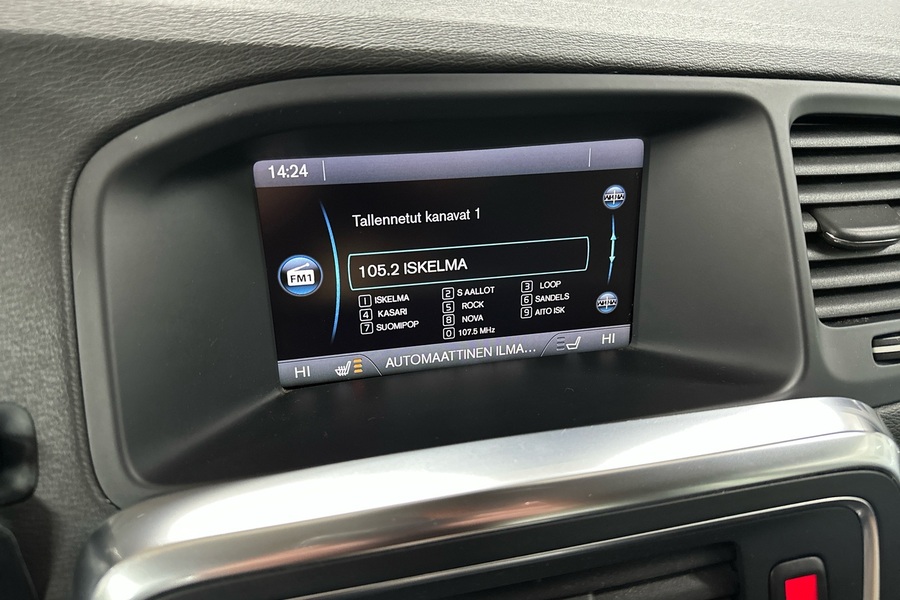 14:24
Tallennetut kanavat 1
FM1
105.2 ISKELMA
1 ISKELMA 2 S AALLOT 3 LOOP
4 KASARI 5 ROCK 6 SANDELS
7 SUOMIPOP 8 NOVA 9 AITO ISK
0 107.5 MHz
HI AUTOMAATTINEN ILMA... HI